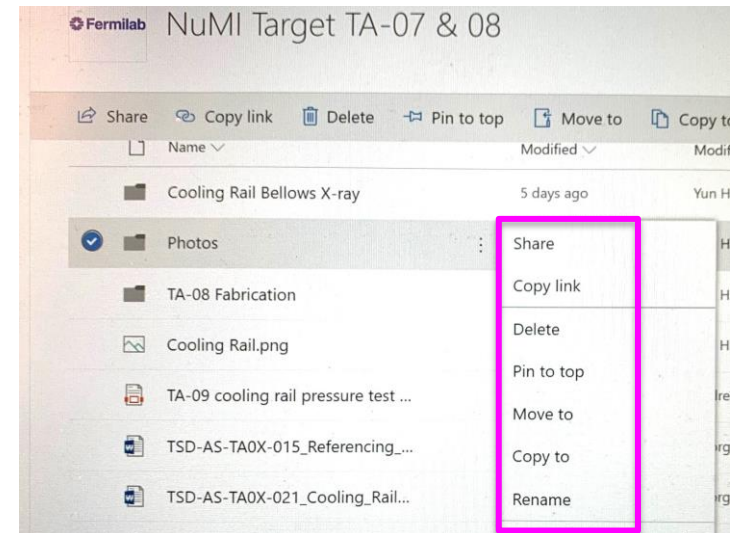 Fermilab NuMI Target TA-07 & 08
Share Copy link Delete Pin to top Move to Copy to
Name Modified Modif
Cooling Rail Bellows X-ray 5 days ago Yun H
Photos Share H
Copy link
TA-08 Fabrication H
Delete
Cooling Rail.png H
Pin to top
TA-09 cooling rail pressure test ...
Move to
TSD-AS-TA0X-015_Referencing_...
Copy to
TSD-AS-TA0X-021_Cooling_Rail... Rename